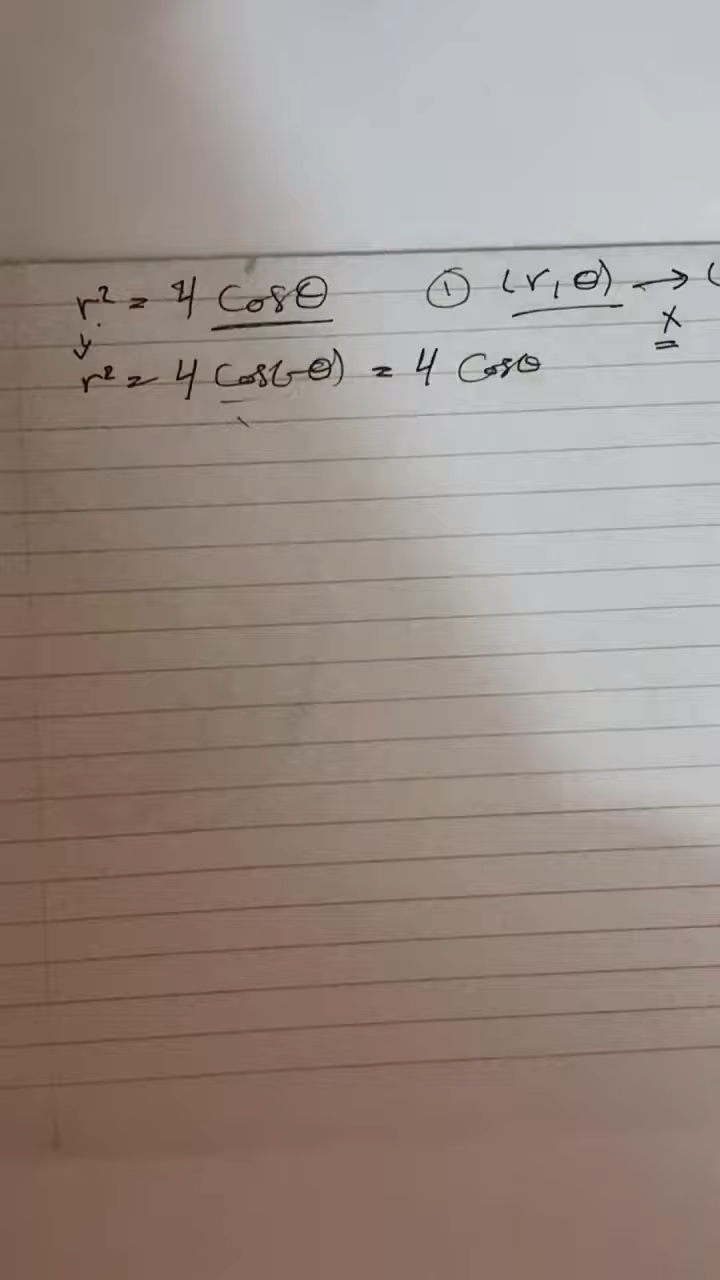 r² = 4 Cosθ ① (r, θ) → (
x
r² = 4 Cos(-θ) = 4 Cosθ